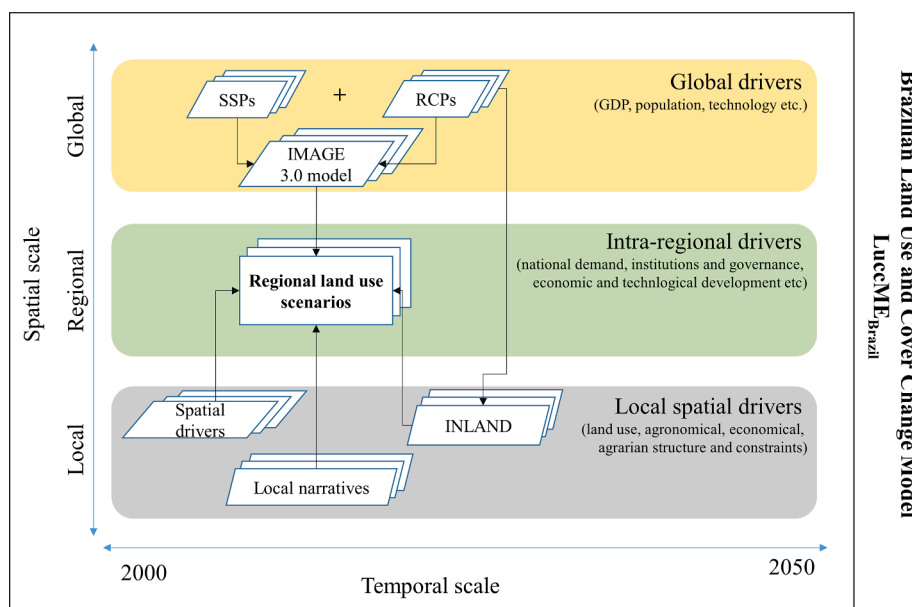 Global drivers
(GDP, population, technology etc.)
SSPs
+
RCPs
IMAGE
3.0 model
Global
Intra-regional drivers
(national demand, institutions and governance,
economic and technlogical development etc)
Regional land use
scenarios
Regional
Spatial scale
Local spatial drivers
(land use, agronomical, economical,
agrarian structure and constraints)
Spatial
drivers
INLAND
Local narratives
Local
2000
2050
Temporal scale
Brazilian Land Use and Cover Change Model
LuccME Brazil